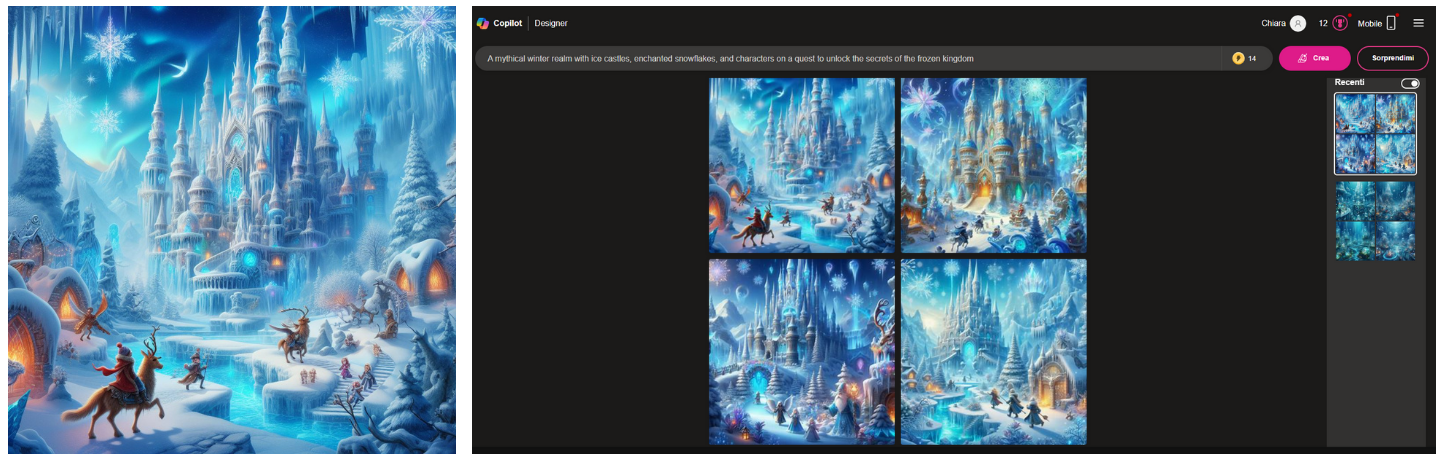 Copilot Designer
Chiara 12 Mobile
A mythical winter realm with ice castles, enchanted snowflakes, and characters on a quest to unlock the secrets of the frozen kingdom
14
Crea
Sorprendimi
Recenti